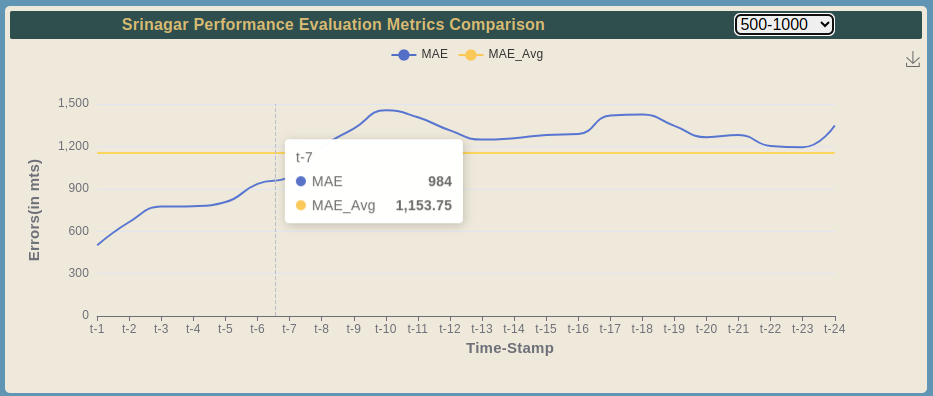 Srinagar Performance Evaluation Metrics Comparison
500-1000
MAE MAE_Avg
1,500
1,200
900
600
300
0
Errors(in mts)
t-7
MAE 984
MAE_Avg 1,153.75
t-1 t-2 t-3 t-4 t-5 t-6 t-7 t-8 t-9 t-10 t-11 t-12 t-13 t-14 t-15 t-16 t-17 t-18 t-19 t-20 t-21 t-22 t-23 t-24
Time-Stamp